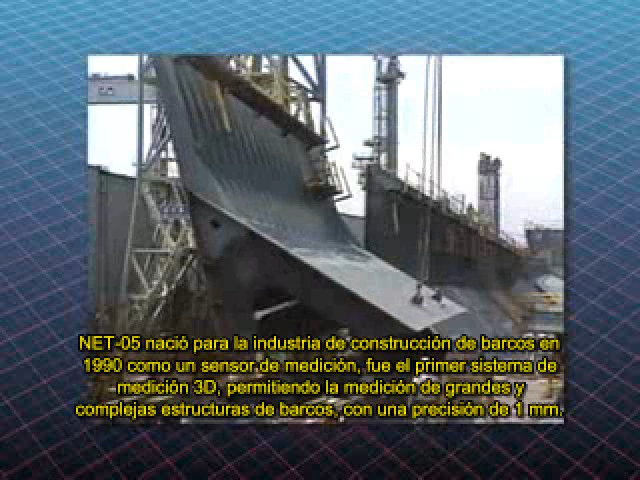 NET-05 nació para la industria de construcción de barcos en
1990 como un sensor de medición, fue el primer sistema de
medición 3D, permitiendo la medición de grandes y
complejas estructuras de barcos, con una precisión de 1 mm.